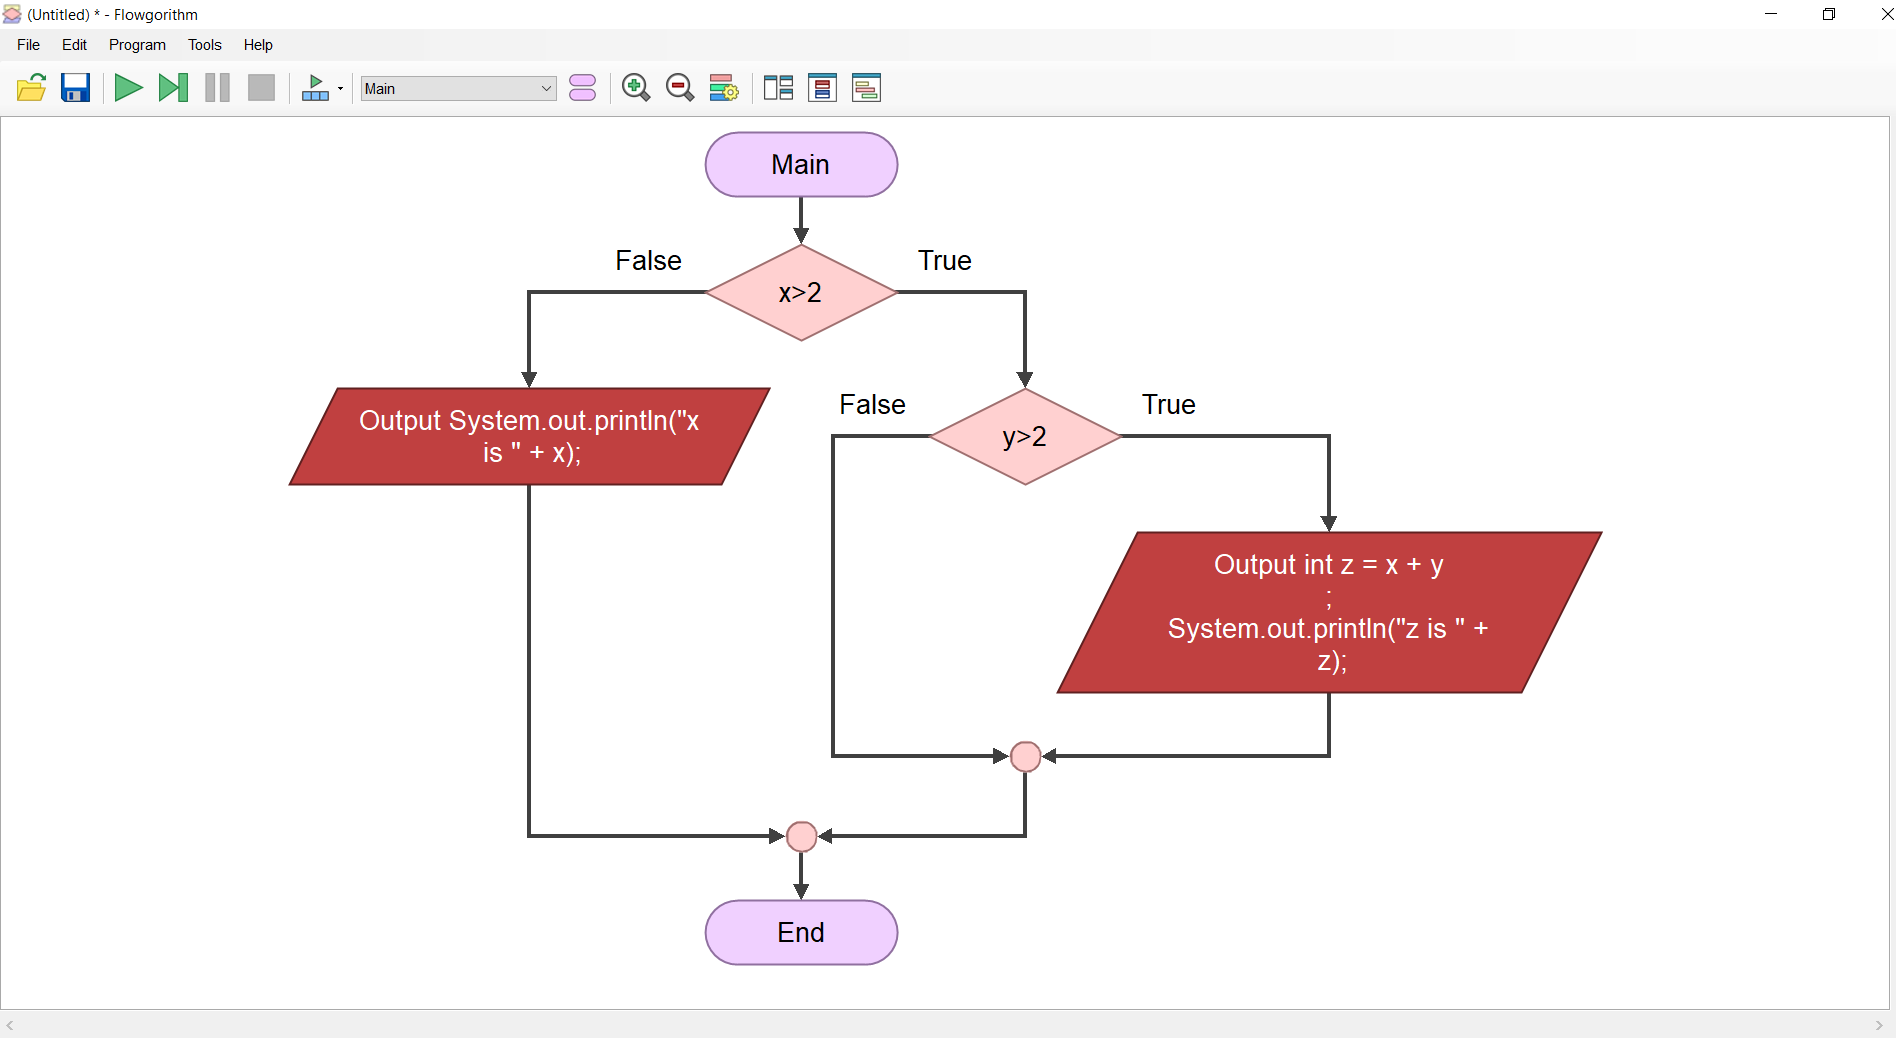 (Untitled) * - Flowgorithm
File Edit Program Tools Help
Main
Main
False
True
x>2
Output System.out.println("x
is " + x);
False
True
y>2
Output int z = x + y
;
System.out.println("z is " +
z);
End